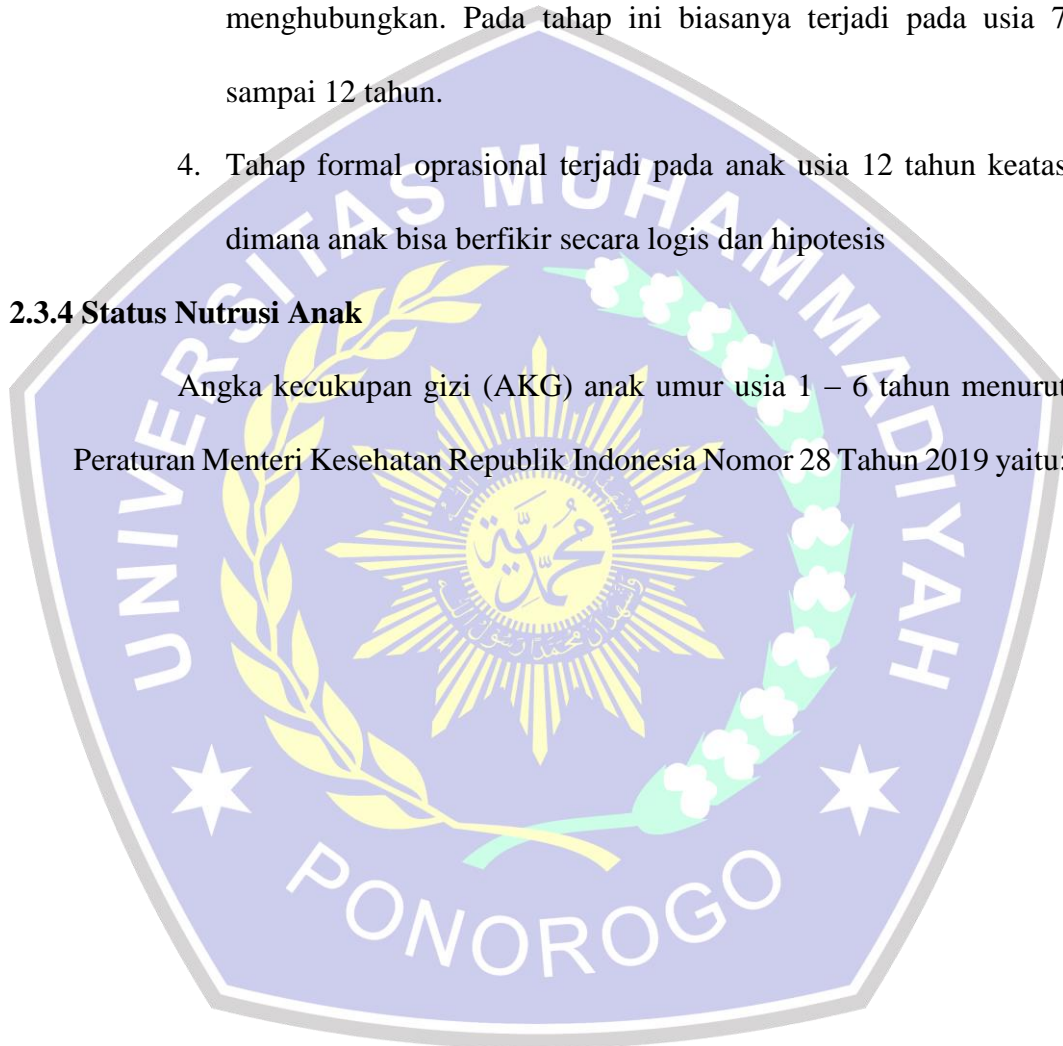 menghubungkan. Pada tahap ini biasanya terjadi pada usia 7
sampai 12 tahun.
4. Tahap formal oprasional terjadi pada anak usia 12 tahun keatas
dimana anak bisa berfikir secara logis dan hipotesis
2.3.4 Status Nutrusi Anak
Angka kecukupan gizi (AKG) anak umur usia 1 – 6 tahun menurut
Peraturan Menteri Kesehatan Republik Indonesia Nomor 28 Tahun 2019 yaitu:
UNIVERSITAS MUHAMMADIYAH
محمدية
PONOROGO